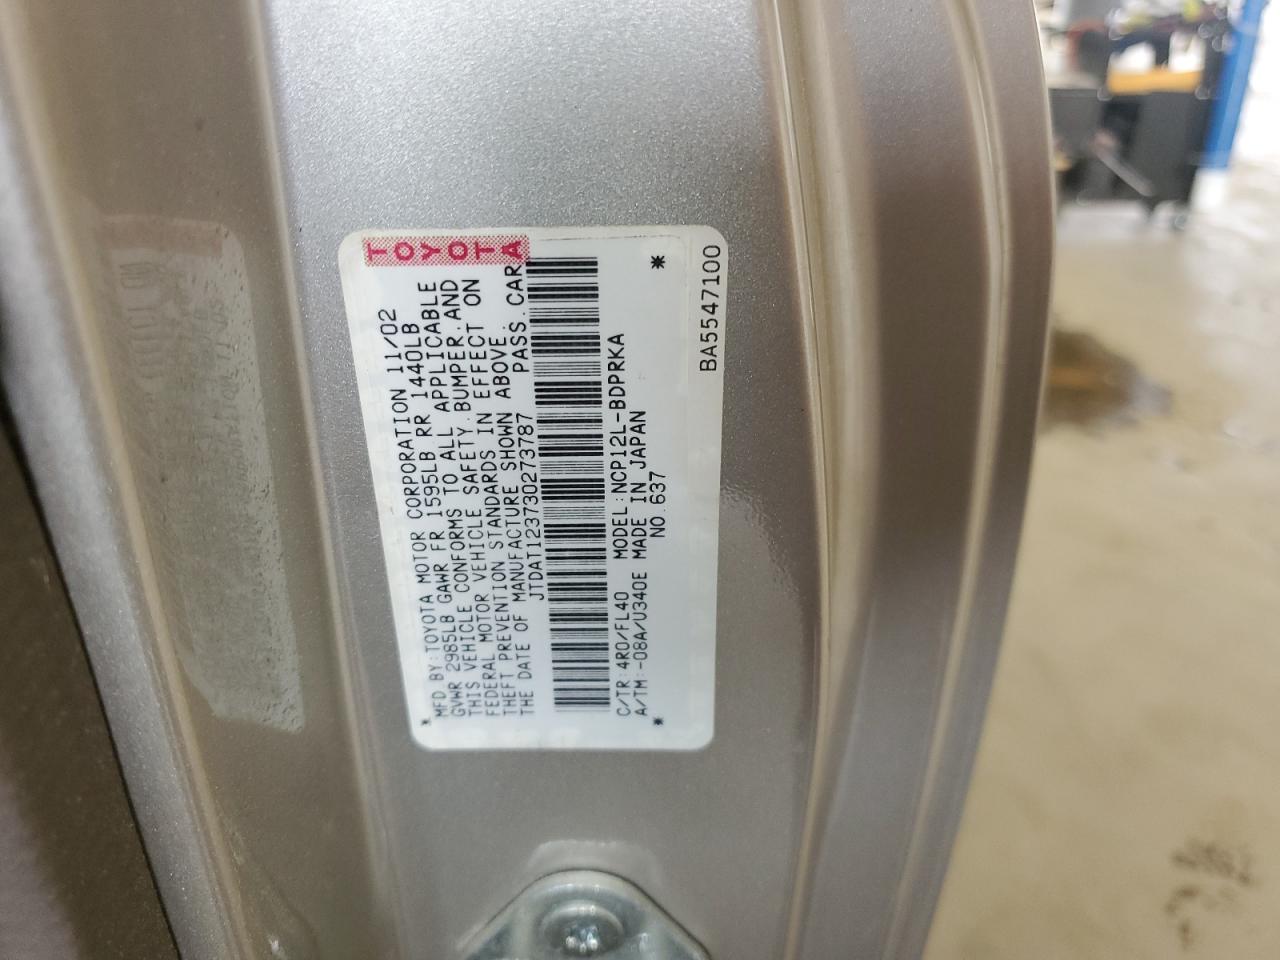 TOYOTA
MFD BY:TOYOTA MOTOR CORPORATION 11/02
GVWR 2985LB GAWR FR 1595LB RR 1440LB
THIS VEHICLE CONFORMS TO ALL APPLICABLE
FEDERAL MOTOR VEHICLE SAFETY.BUMPER.AND
THEFT PREVENTION STANDARDS IN EFFECT ON
THE DATE OF MANUFACTURE SHOWN ABOVE.
JTDAT123730273787 PASS.CAR
C/TR:4R0/FL40 MODEL:NCP12L-BDPRKA
A/TM:-08A/U340E MADE IN JAPAN
* NO.637 *
BA5547100